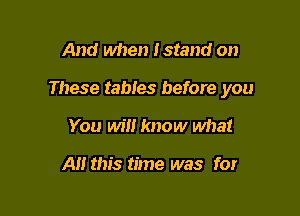 And when I stand on
These tables before you
You will know what
All this time was for